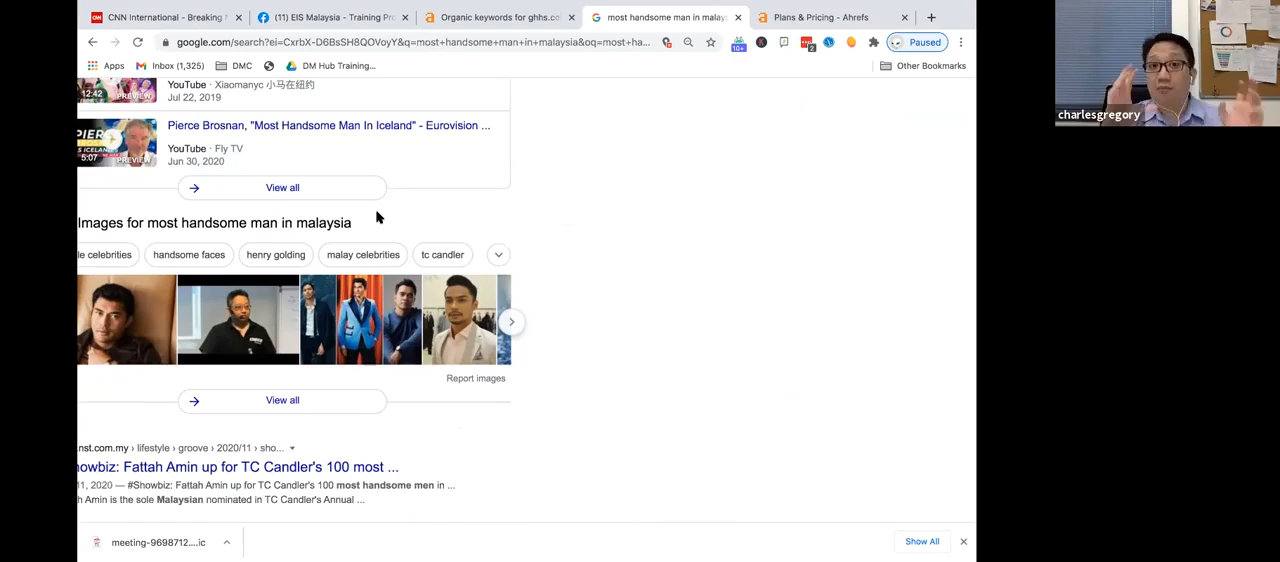 CNN International - Breaking
(11) EIS Malaysia - Training Pr
Organic keywords for ghhs.co
most handsome man in malay
Plans & Pricing - Ahrefs
google.com/search?ei=CxrbX-D6BsSH8QOVoyY&q=most+handsome+man+in+malaysia&oq=most+ha...
10+
2
Paused
Apps
Inbox (1,325)
DMC
DM Hub Training...
Other Bookmarks
12:42
PREVIEW
YouTube · Xiaomanyc 小马在纽约
Jul 22, 2019
PIERCE
5:07
PREVIEW
Pierce Brosnan, "Most Handsome Man In Iceland" - Eurovision ...
YouTube · Fly TV
Jun 30, 2020
View all
Images for most handsome man in malaysia
le celebrities
handsome faces
henry golding
malay celebrities
tc candler
Report images
View all
.nst.com.my › lifestyle › groove › 2020/11 › sho...
howbiz: Fattah Amin up for TC Candler's 100 most ...
11, 2020 — #Showbiz: Fattah Amin up for TC Candler's 100 most handsome men in ...
h Amin is the sole Malaysian nominated in TC Candler's Annual ...
meeting-9698712....ic
Show All
charlesgregory